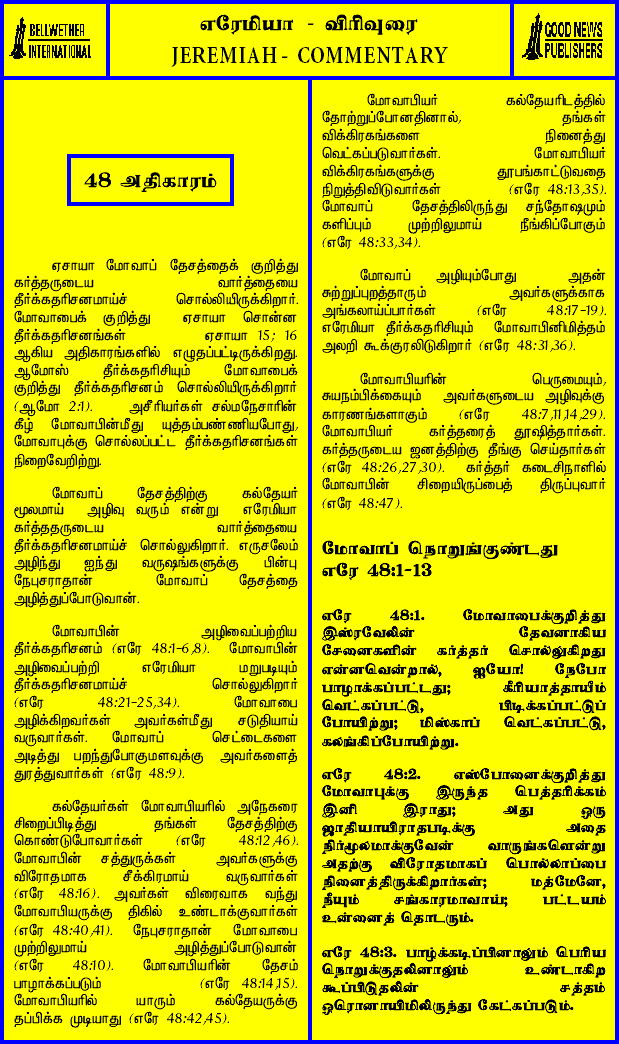 BELLWETHER
INTERNATIONAL
எரேமியா - விரிவுரை
JEREMIAH - COMMENTARY
GOOD NEWS
PUBLISHERS
48 அதிகாரம்
ஏசாயா மோவாப் தேசத்தைக் குறித்து
கர்த்தருடைய வார்த்தையை
தீர்க்கதரிசனமாய்ச் சொல்லியிருக்கிறார்.
மோவாபைக் குறித்து ஏசாயா சொன்ன
தீர்க்கதரிசனங்கள் ஏசாயா 15; 16
ஆகிய அதிகாரங்களில் எழுதப்பட்டிருக்கிறது.
ஆமோஸ் தீர்க்கதரிசியும் மோவாபைக்
குறித்து தீர்க்கதரிசனம் சொல்லியிருக்கிறார்
(ஆமோ 2:1). அசீரியர்கள் சல்மநேசாரின்
கீழ் மோவாபின்மீது யுத்தம்பண்ணியபோது,
மோவாபுக்கு சொல்லப்பட்ட தீர்க்கதரிசனங்கள்
நிறைவேறிற்று.
மோவாப் தேசத்திற்கு கல்தேயர்
மூலமாய் அழிவு வரும் என்று எரேமியா
கர்த்ததருடைய வார்த்தையை
தீர்க்கதரிசனமாய்ச் சொல்லுகிறார். எருசலேம்
அழிந்து ஐந்து வருஷங்களுக்கு பின்பு
நேபுசராதான் மோவாப் தேசத்தை
அழித்துப்போடுவான்.
மோவாபின் அழிவைப்பற்றிய
தீர்க்கதரிசனம் (எரே 48:1-6,8). மோவாபின்
அழிவைப்பற்றி எரேமியா மறுபடியும்
தீர்க்கதரிசனமாய்ச் சொல்லுகிறார்
(எரே 48:21-25,34). மோவாபை
அழிக்கிறவர்கள் அவர்கள்மீது சடுதியாய்
வருவார்கள். மோவாப் செட்டைகளை
அடித்து பறந்துபோகுமளவுக்கு அவர்களைத்
துரத்துவார்கள் (எரே 48:9).
கல்தேயர்கள் மோவாபியரில் அநேகரை
சிறைப்பிடித்து தங்கள் தேசத்திற்கு
கொண்டுபோவார்கள் (எரே 48:12,46).
மோவாபின் சத்துருக்கள் அவர்களுக்கு
விரோதமாக சீக்கிரமாய் வருவார்கள்
(எரே 48:16). அவர்கள் விரைவாக வந்து
மோவாபியருக்கு திகில் உண்டாக்குவார்கள்
(எரே 48:40,41). நேபுசராதான் மோவாபை
முற்றிலுமாய் அழித்துப்போடுவான்
(எரே 48:10). மோவாபியரின் தேசம்
பாழாக்கப்படும் (எரே 48:14,15).
மோவாபியரில் யாரும் கல்தேயருக்கு
தப்பிக்க முடியாது (எரே 48:42,45).
மோவாபியர் கல்தேயரிடத்தில்
தோற்றுப்போனதினால், தங்கள்
விக்கிரகங்களை நினைத்து
வெட்கப்படுவார்கள். மோவாபியர்
விக்கிரகங்களுக்கு தூபங்காட்டுவதை
நிறுத்திவிடுவார்கள் (எரே 48:13,35).
மோவாப் தேசத்திலிருந்து சந்தோஷமும்
களிப்பும் முற்றிலுமாய் நீங்கிப்போகும்
(எரே 48:33,34).
மோவாப் அழியும்போது அதன்
சுற்றுப்புறத்தாரும் அவர்களுக்காக
அங்கலாய்ப்பார்கள் (எரே 48:17-19).
எரேமியா தீர்க்கதரிசியும் மோவாபினிமித்தம்
அலறி கூக்குரலிடுகிறார் (எரே 48:31,36).
மோவாபியரின் பெருமையும்,
சுயநம்பிக்கையும் அவர்களுடைய அழிவுக்கு
காரணங்களாகும் (எரே 48:7,11,14,29).
மோவாபியர் கர்த்தரைத் தூஷித்தார்கள்.
கர்த்தருடைய ஜனத்திற்கு தீங்கு செய்தார்கள்
(எரே 48:26,27,30). கர்த்தர் கடைசிநாளில்
மோவாபின் சிறையிருப்பைத் திருப்புவார்
(எரே 48:47).
மோவாப் நொறுங்குண்டது
எரே 48:1-13
எரே 48:1. மோவாபைக்குறித்து
இஸ்ரவேலின் தேவனாகிய
சேனைகளின் கர்த்தர் சொல்லுகிறது
என்னவென்றால், ஐயோ! நேபோ
பாழாக்கப்பட்டது; கீரியாத்தாயீம்
வெட்கப்பட்டு, பிடிக்கப்பட்டுப்
போயிற்று; மிஸ்காப் வெட்கப்பட்டு,
கலங்கிப்போயிற்று.
எரே 48:2. எஸ்போனைக்குறித்து
மோவாபுக்கு இருந்த பெத்தரிக்கம்
இனி இராது; அது ஒரு
ஜாதியாயிராதபடிக்கு அதை
நிர்மூலமாக்குவேன் வாருங்களென்று
அதற்கு விரோதமாகப் பொல்லாப்பை
நினைத்திருக்கிறார்கள்; மத்மேனே,
நீயும் சங்காரமாவாய்; பட்டயம்
உன்னைத் தொடரும்.
எரே 48:3. பாழ்க்கடிப்பினாலும் பெரிய
நொறுக்குதலினாலும் உண்டாகிற
கூப்பிடுதலின் சத்தம்
ஒரொனாயிமிலிருந்து கேட்கப்படும்.